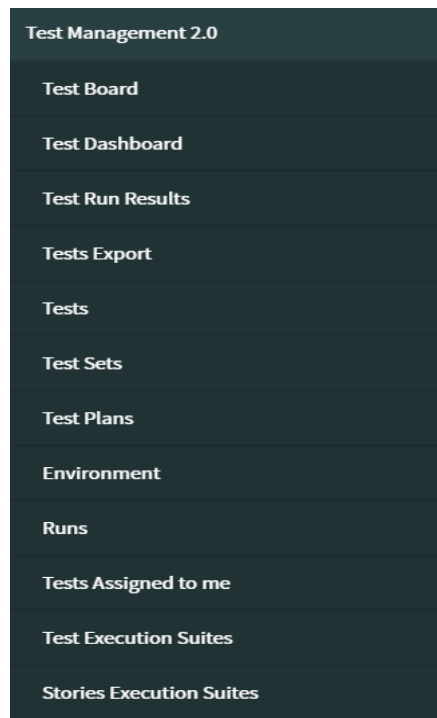 Test Management 2.0
Test Board
Test Dashboard
Test Run Results
Tests Export
Tests
Test Sets
Test Plans
Environment
Runs
Tests Assigned to me
Test Execution Suites
Stories Execution Suites